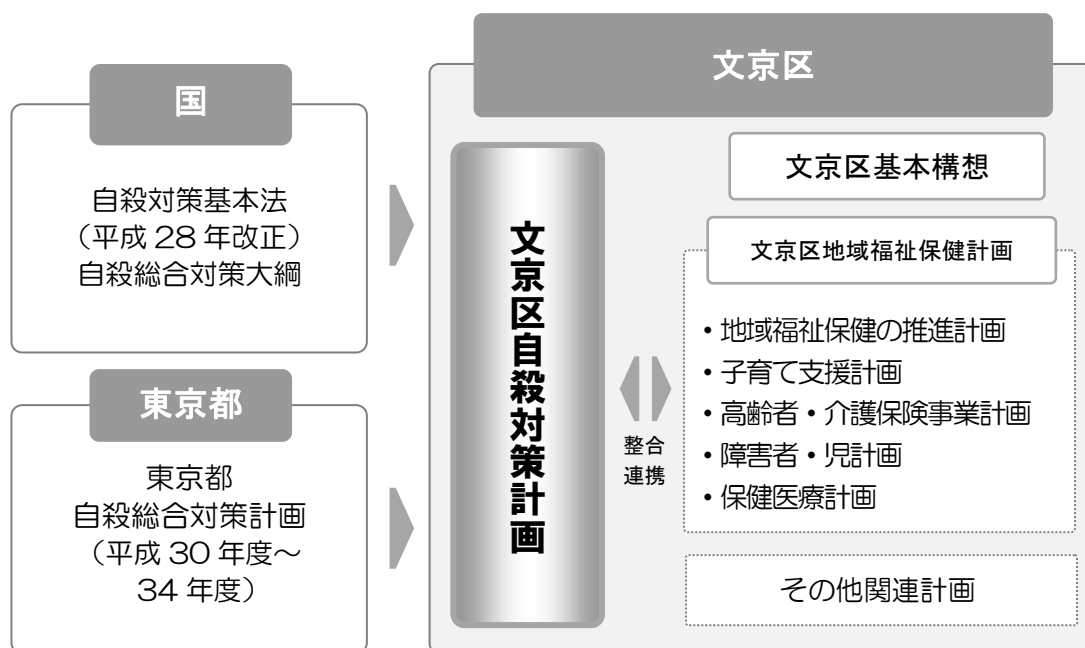 国
自殺対策基本法
（平成 28 年改正）
自殺総合対策大綱
東京都
東京都
自殺総合対策計画
（平成 30 年度～
34 年度）
文京区
文京区自殺対策計画
整合
連携
文京区基本構想
文京区地域福祉保健計画
・地域福祉保健の推進計画
・子育て支援計画
・高齢者・介護保険事業計画
・障害者・児計画
・保健医療計画
その他関連計画